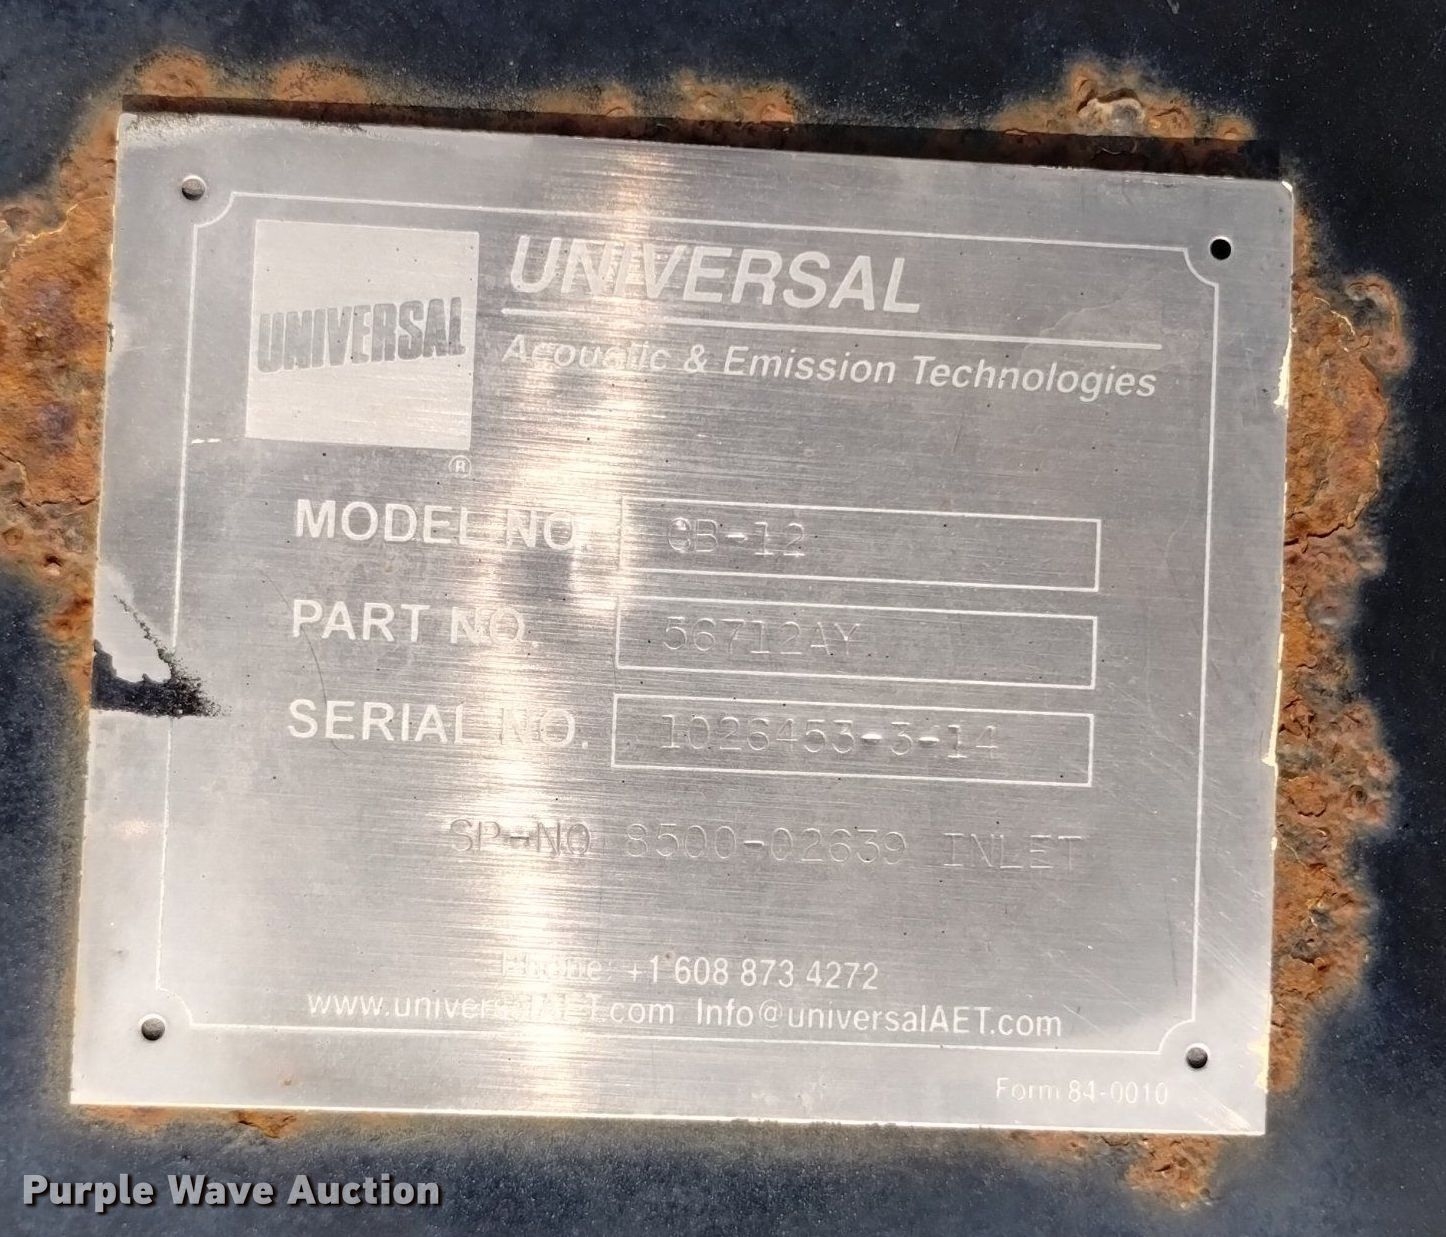 UNIVERSAL
UNIVERSAL
Acoustic & Emission Technologies
®
MODEL NO. CB-12
PART NO. 56712AY
SERIAL NO. 1026453-3-14
SP-NO 8500-02639 INLET
Phone +1 608 873 4272
www.universalAET.com Info@universalAET.com
Form 84-0010
Purple Wave Auction